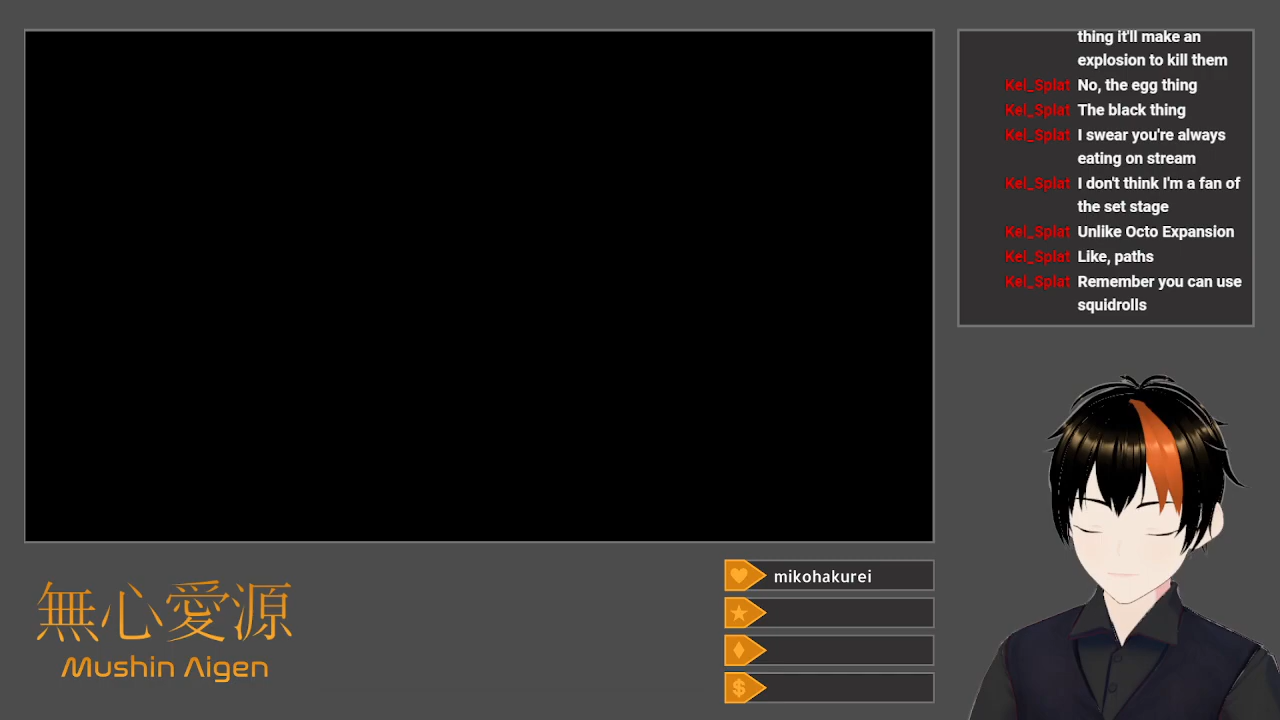 thing it'll make an
explosion to kill them
Kel_Splat No, the egg thing
Kel_Splat The black thing
Kel_Splat I swear you're always
eating on stream
Kel_Splat I don't think I'm a fan of
the set stage
Kel_Splat Unlike Octo Expansion
Kel_Splat Like, paths
Kel_Splat Remember you can use
squidrolls
mikohakurei
無心愛源
Mushin Aigen
$